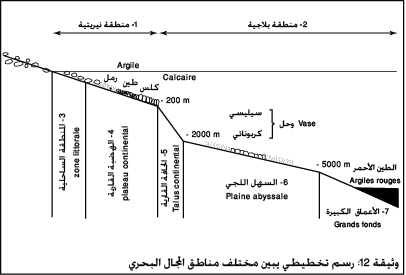 1- منطقة نيريتية
2- منطقة بلاجية
Argile
Calcaire
رمل
طين
كلس
- 200 m
سيليسي
كربوناتي
وحل Vase
- 2000 m
- 5000 m
الطين الأحمر
Argiles rouges
3- المنطقة الساحلية
zone littorale
4- الهضبة القارية
plateau continental
5- الحافة القارية
Talus continental
6- السهل اللجي
Plaine abyssale
7- الأعماق الكبيرة
Grands fonds
وثيقة 12: رسم تخطيطي يبين مختلف مناطق المجال البحري